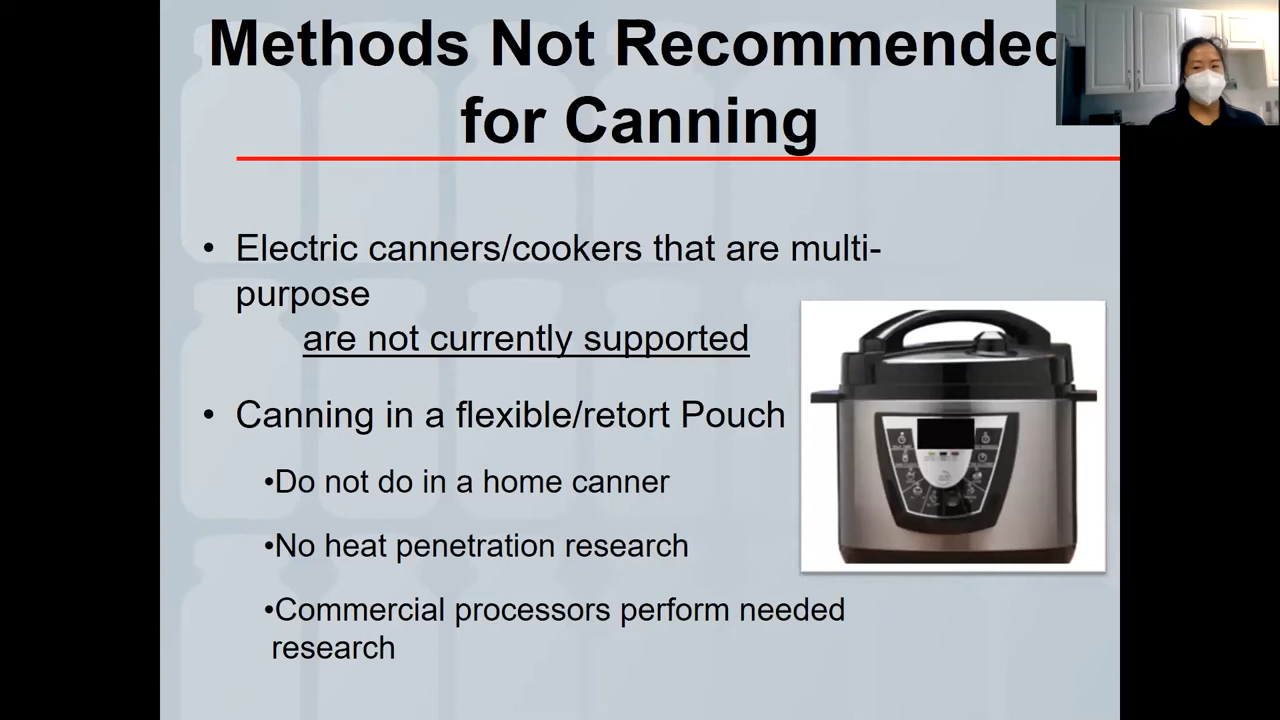 Methods Not Recommended
for Canning
• Electric canners/cookers that are multi-
purpose
are not currently supported
• Canning in a flexible/retort Pouch
•Do not do in a home canner
•No heat penetration research
•Commercial processors perform needed
research